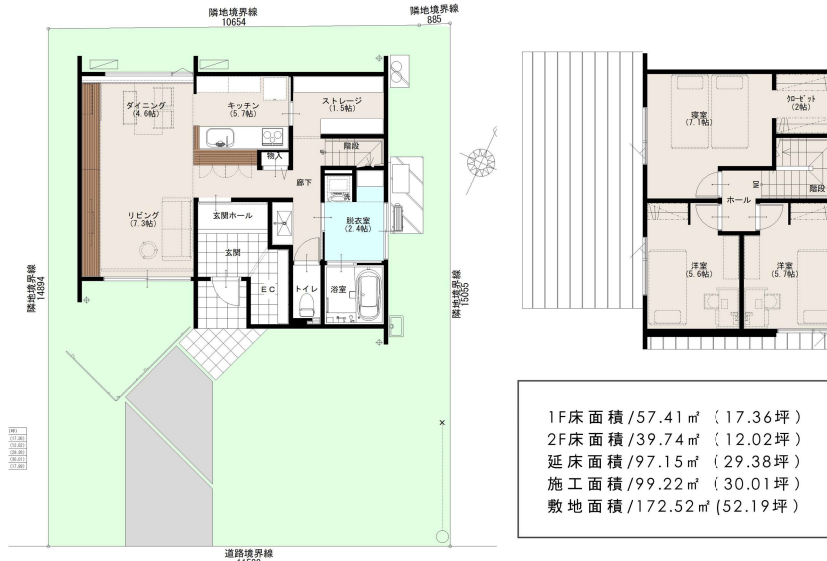 隣地境界線
10654
隣地境界線
885
ダイニング
(4.6帖)
キッチン
(5.7帖)
ストレージ
(1.5帖)
階段
物入
廊下
洗
脱衣室
(2.4帖)
リビング
(7.3帖)
玄関ホール
玄関
EC
トイレ
浴室
隣地境界線
14894
隣地境界線
15055
道路境界線
寝室
(7.1帖)
クローゼット
(2帖)
ホール
階段
洋室
(5.6帖)
洋室
(5.7帖)
1F床面積/57.41㎡（17.36坪）
2F床面積/39.74㎡（12.02坪）
延床面積/97.15㎡（29.38坪）
施工面積/99.22㎡（30.01坪）
敷地面積/172.52㎡(52.19坪）